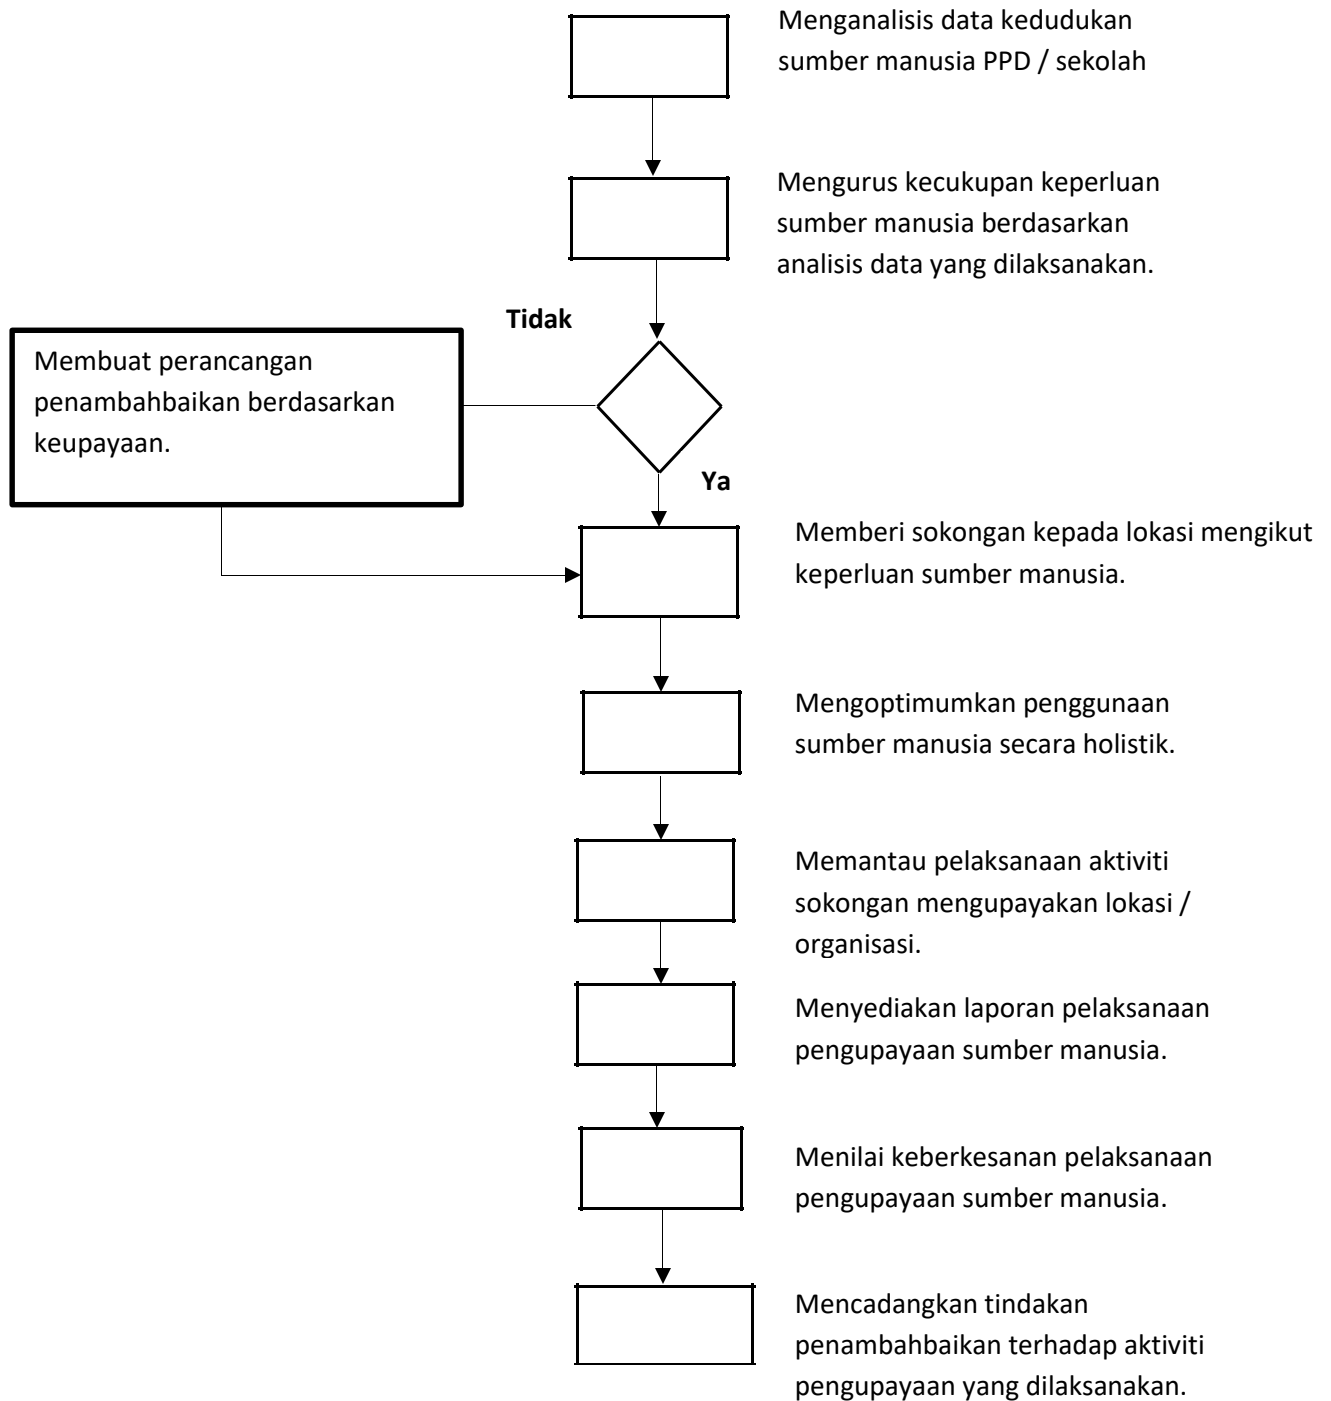 Menganalisis data kedudukan
sumber manusia PPD / sekolah
Mengurus kecukupan keperluan
sumber manusia berdasarkan
analisis data yang dilaksanakan.
Tidak
Membuat perancangan
penambahbaikan berdasarkan
keupayaan.
Ya
Memberi sokongan kepada lokasi mengikut
keperluan sumber manusia.
Mengoptimumkan penggunaan
sumber manusia secara holistik.
Memantau pelaksanaan aktiviti
sokongan mengupayakan lokasi /
organisasi.
Menyediakan laporan pelaksanaan
pengupayaan sumber manusia.
Menilai keberkesanan pelaksanaan
pengupayaan sumber manusia.
Mencadangkan tindakan
penambahbaikan terhadap aktiviti
pengupayaan yang dilaksanakan.